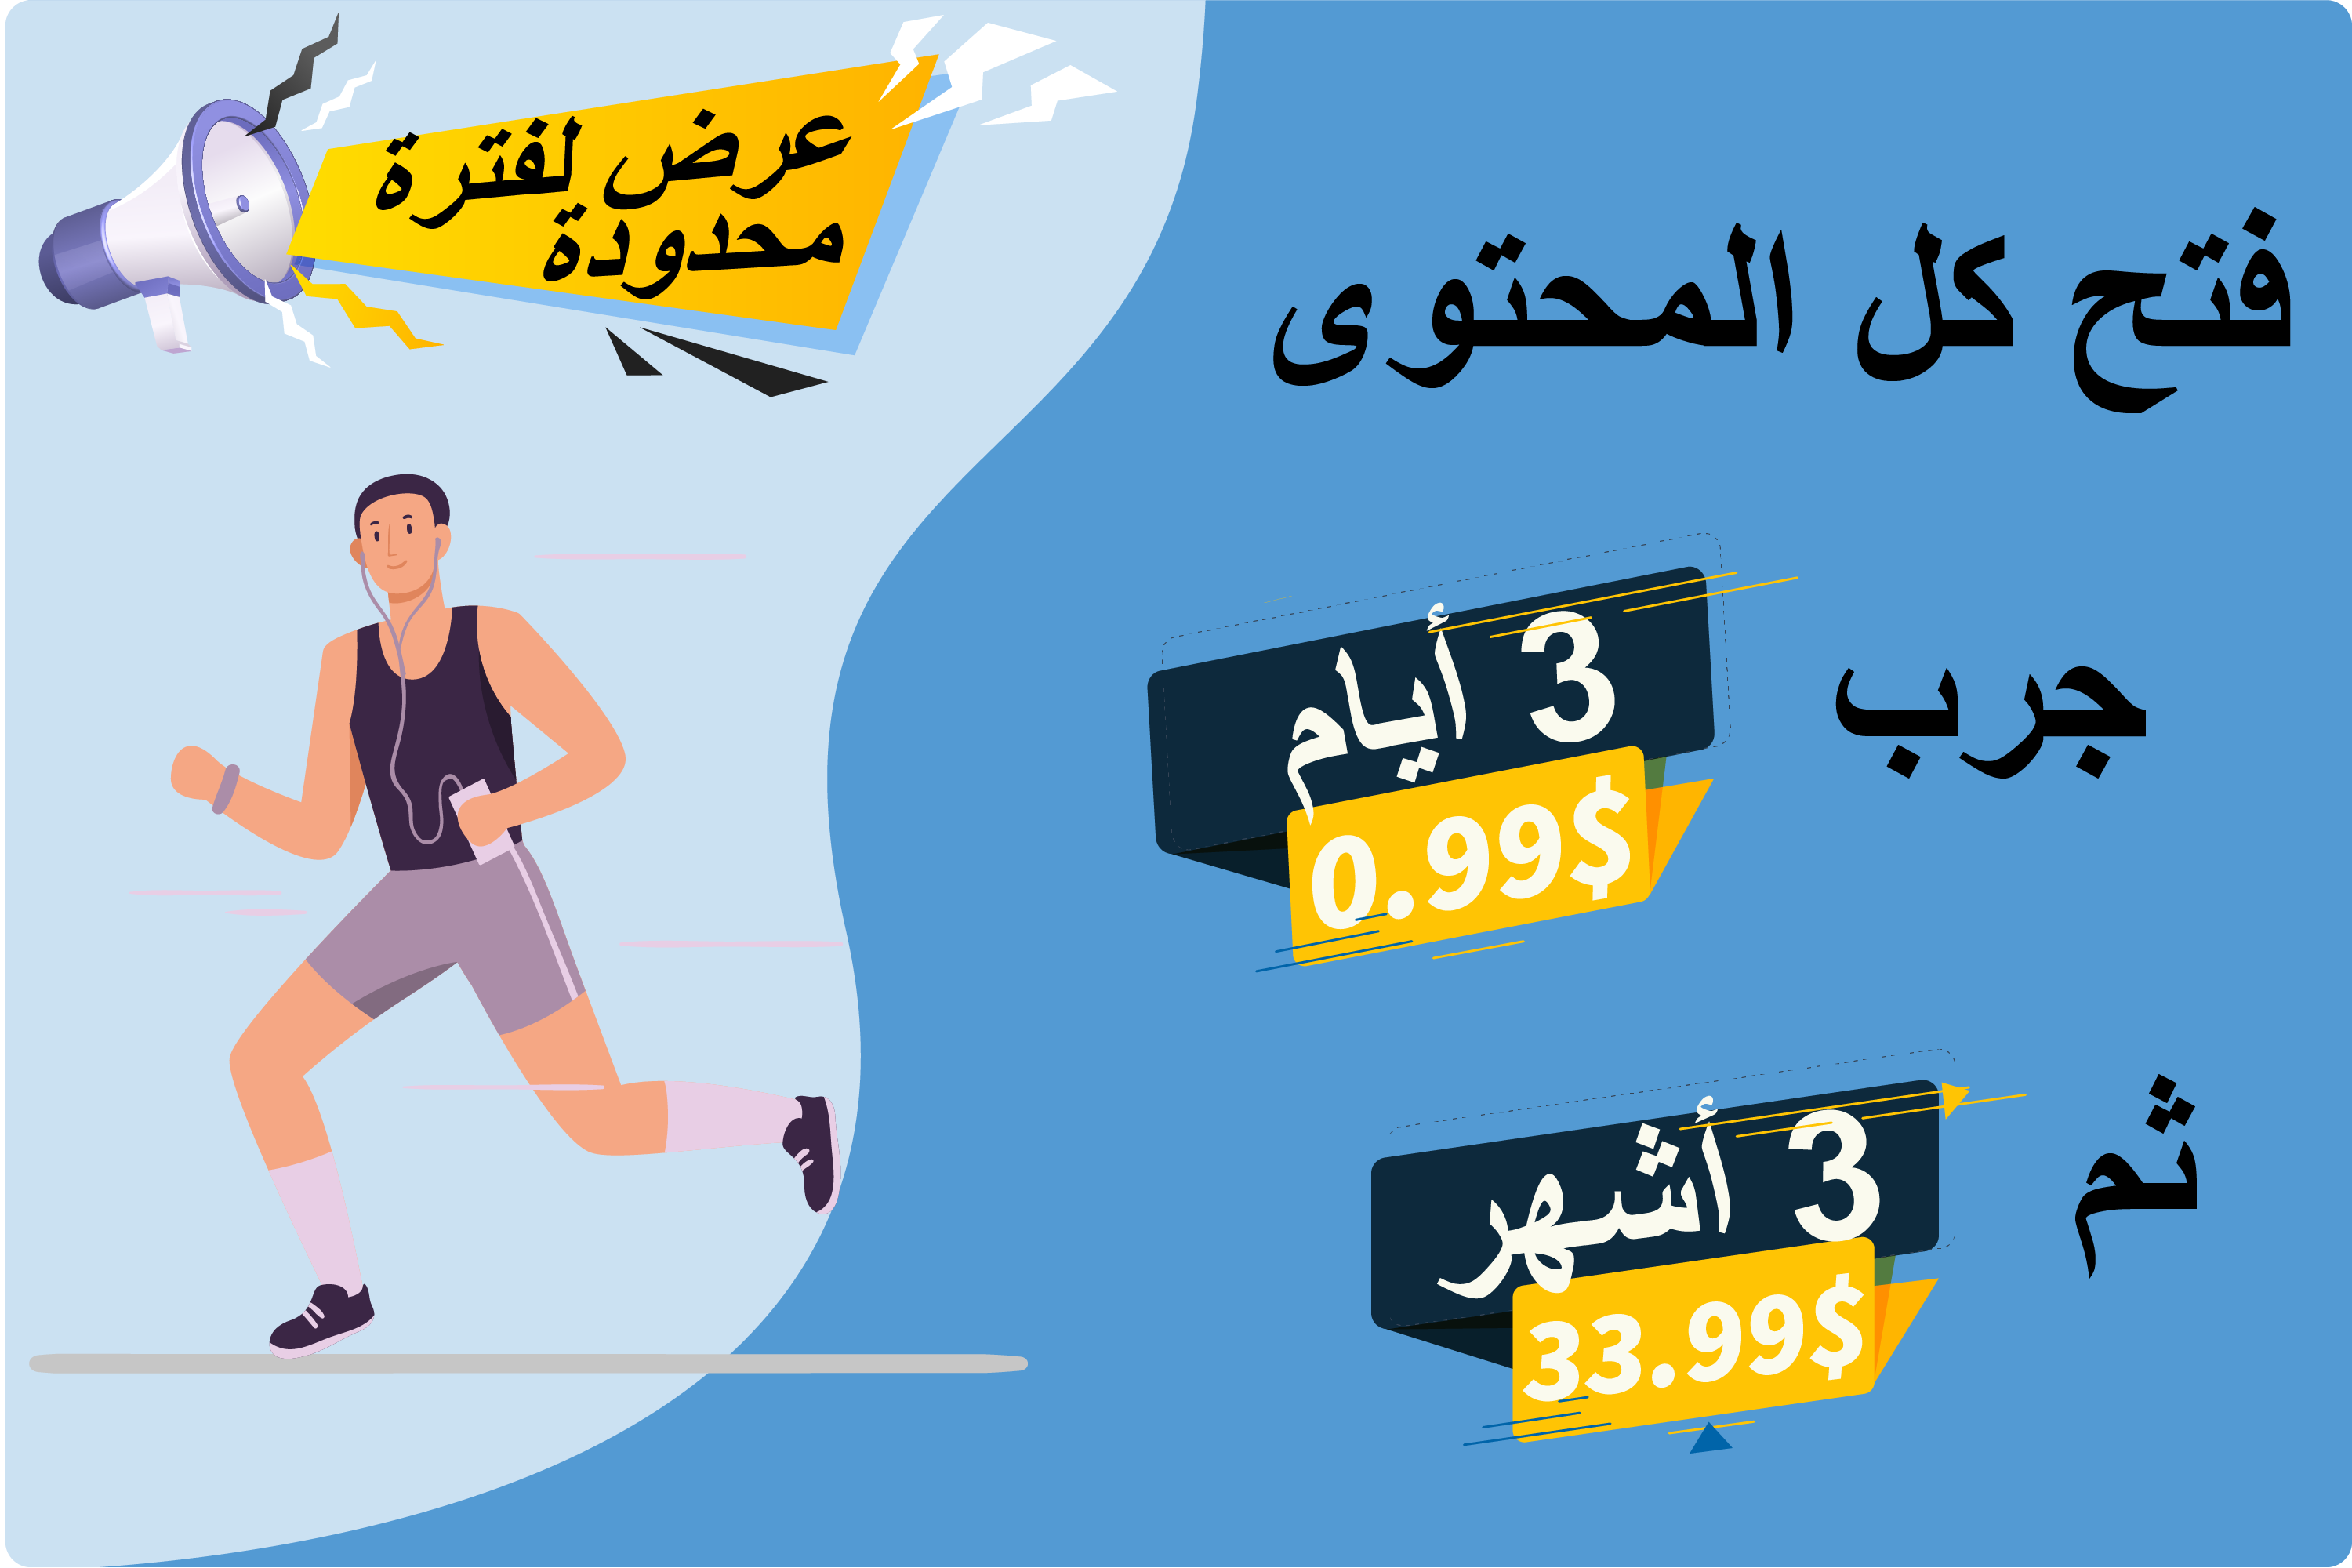 عرض لفترة
محدودة
فتح كل المحتوى
جرب
3 أيام
0.99$
ثم
3 أشهر
33.99$